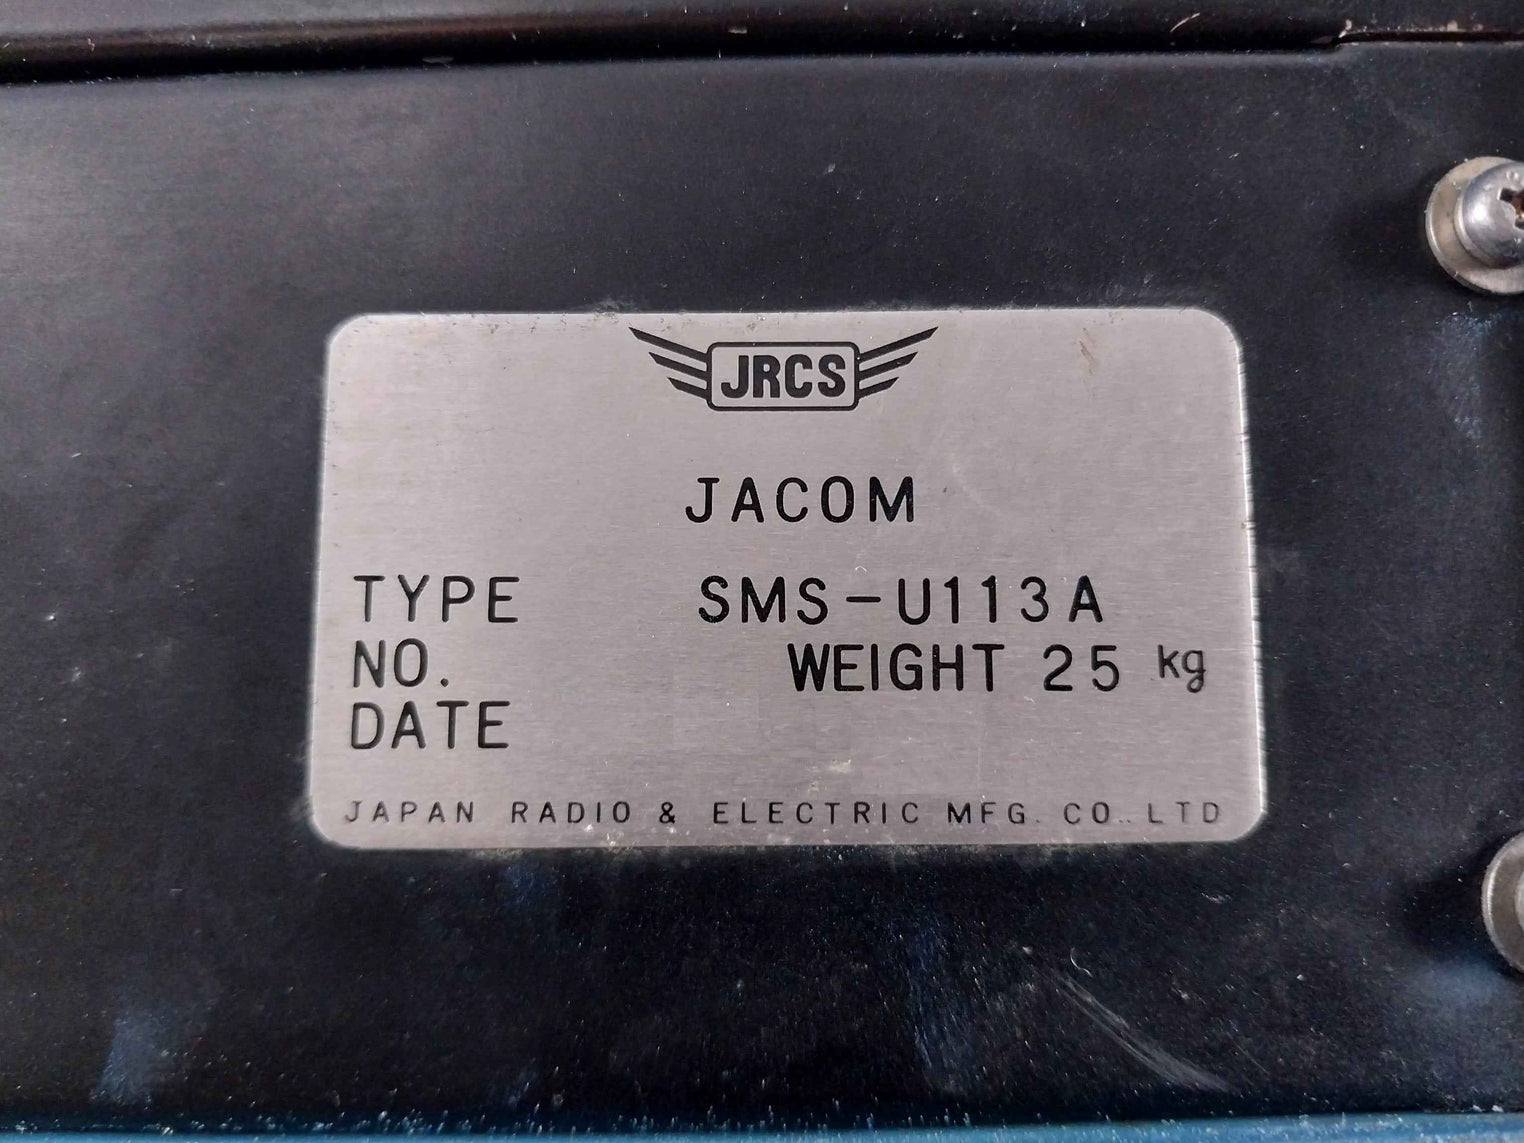 JRCS
JACOM
TYPE SMS-U113A
NO. WEIGHT 25 kg
DATE
JAPAN RADIO & ELECTRIC MFG. CO., LTD